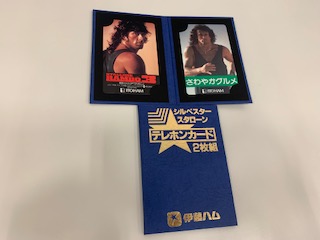 RAMBO 3
ITOHAM
さわやかグルメ
ITOHAM
シルベスター
スタローン
テレホンカード
2枚組
伊藤ハム